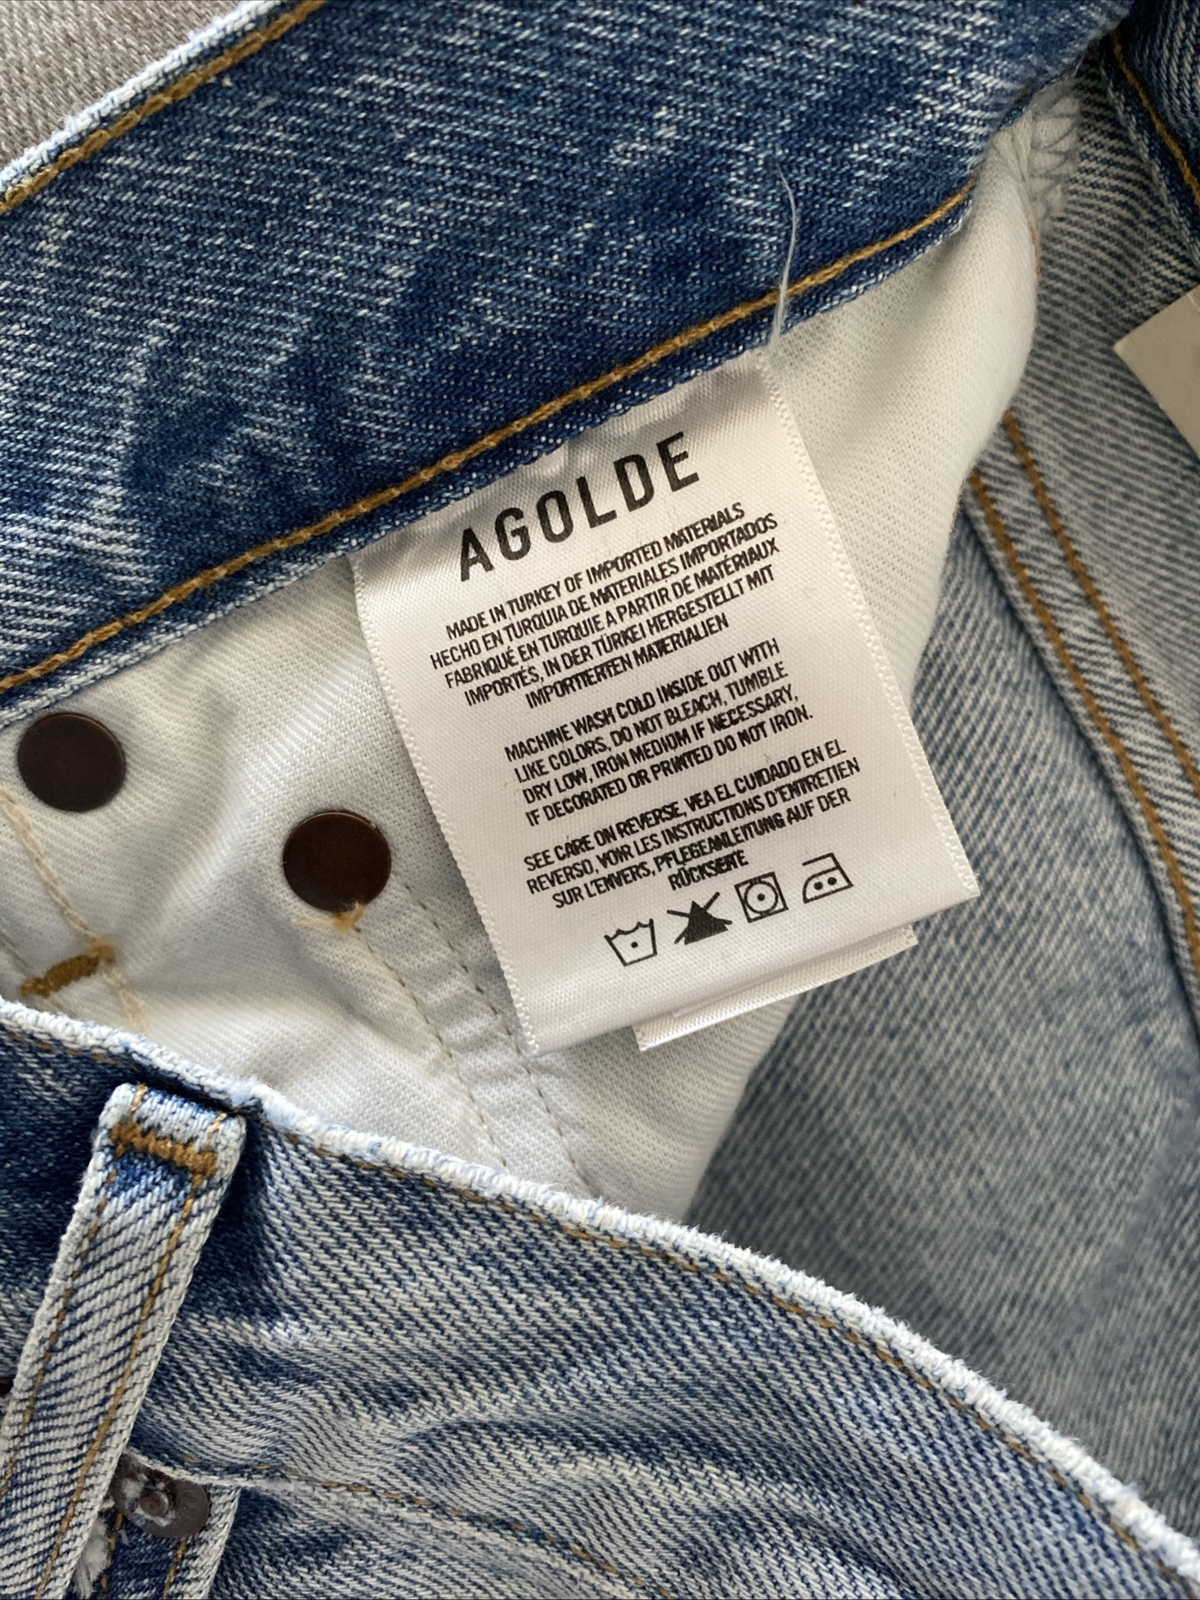 AGOLDE
MADE IN TURKEY OF IMPORTED MATERIALS
HECHO EN TURQUIA DE MATERIALES IMPORTADOS
FABRIQUÉ EN TURQUIE À PARTIR DE MATÉRIAUX
IMPORTÉS, IN DER TÜRKEI HERGESTELLT MIT
IMPORTIERTEN MATERIALIEN
MACHINE WASH COLD INSIDE OUT WITH
LIKE COLORS, DO NOT BLEACH, TUMBLE
DRY LOW, IRON MEDIUM IF NECESSARY,
IF DECORATED OR PRINTED DO NOT IRON.
SEE CARE ON REVERSE, VEA EL CUIDADO EN EL
REVERSO, VOIR LES INSTRUCTIONS D'ENTRETIEN
SUR L'ENVERS, PFLEGEANLEITUNG AUF DER
RÜCKSEITE